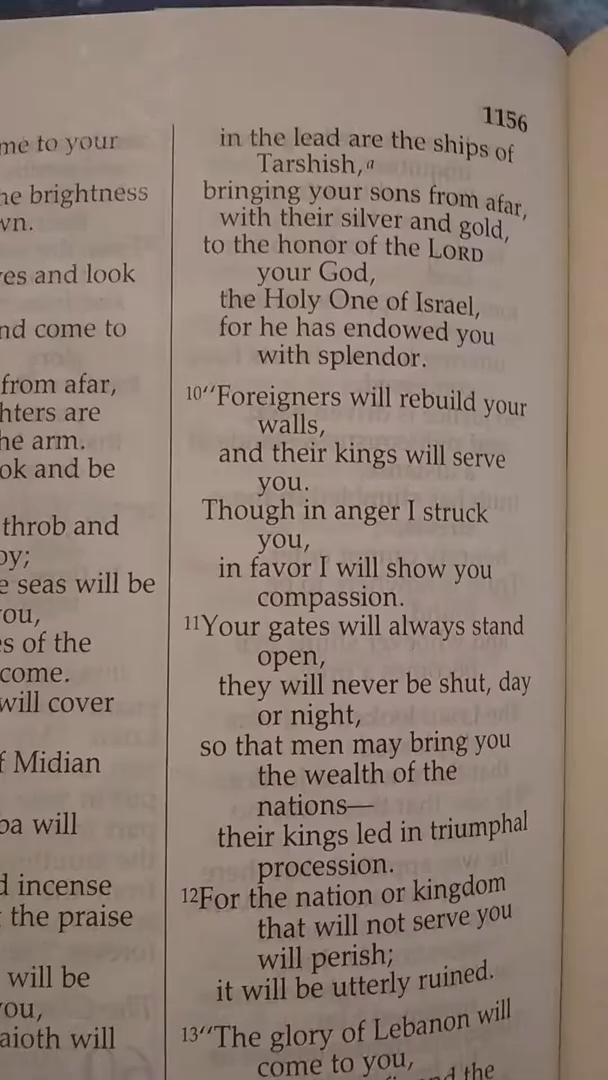 1156
me to your
he brightness
wn.
es and look
nd come to
from afar,
hters are
he arm.
ok and be
throb and
oy;
e seas will be
ou,
es of the
come.
will cover
f Midian
ba will
d incense
the praise
will be
ou,
aioth will
in the lead are the ships of
Tarshish,a
bringing your sons from afar,
with their silver and gold,
to the honor of the LORD
your God,
the Holy One of Israel,
for he has endowed you
with splendor.
10"Foreigners will rebuild your
walls,
and their kings will serve
you.
Though in anger I struck
you,
in favor I will show you
compassion.
11Your gates will always stand
open,
they will never be shut, day
or night,
so that men may bring you
the wealth of the
nations—
their kings led in triumphal
procession.
12For the nation or kingdom
that will not serve you
will perish;
it will be utterly ruined.
13"The glory of Lebanon will
come to you,
and the